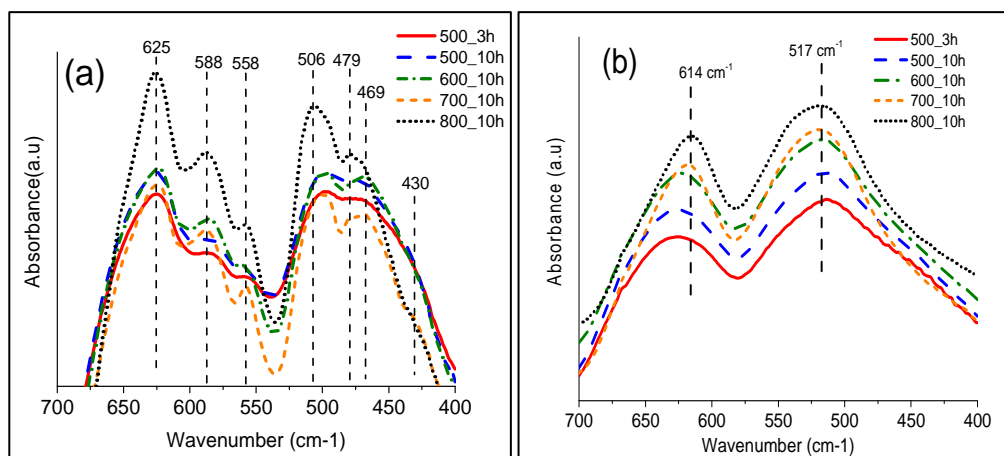 (a)
625
588
558
506
479
469
430
500_3h
500_10h
600_10h
700_10h
800_10h
Absorbance(a.u)
700
650
600
550
500
450
400
Wavenumber (cm-1)
(b)
614 cm-1
517 cm-1
500_3h
500_10h
600_10h
700_10h
800_10h
Absorbance (a.u)
700
650
600
550
500
450
400
Wavenumber (cm-1)